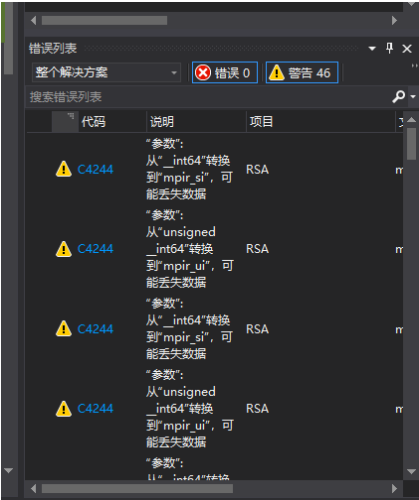 错误列表
整个解决方案
错误 0
警告 46
搜索错误列表
代码 说明 项目
"参数":
从"__int64"转换
C4244 到"mpir_si", 可 RSA m
能丢失数据
"参数":
从"unsigned
C4244 __int64"转换 RSA m
到"mpir_ui", 可
能丢失数据
"参数":
C4244 从"__int64"转换 RSA m
到"mpir_si", 可
能丢失数据
"参数":
从"unsigned
C4244 __int64"转换 RSA m
到"mpir_ui", 可
能丢失数据
"参数":
从"__int64"转换